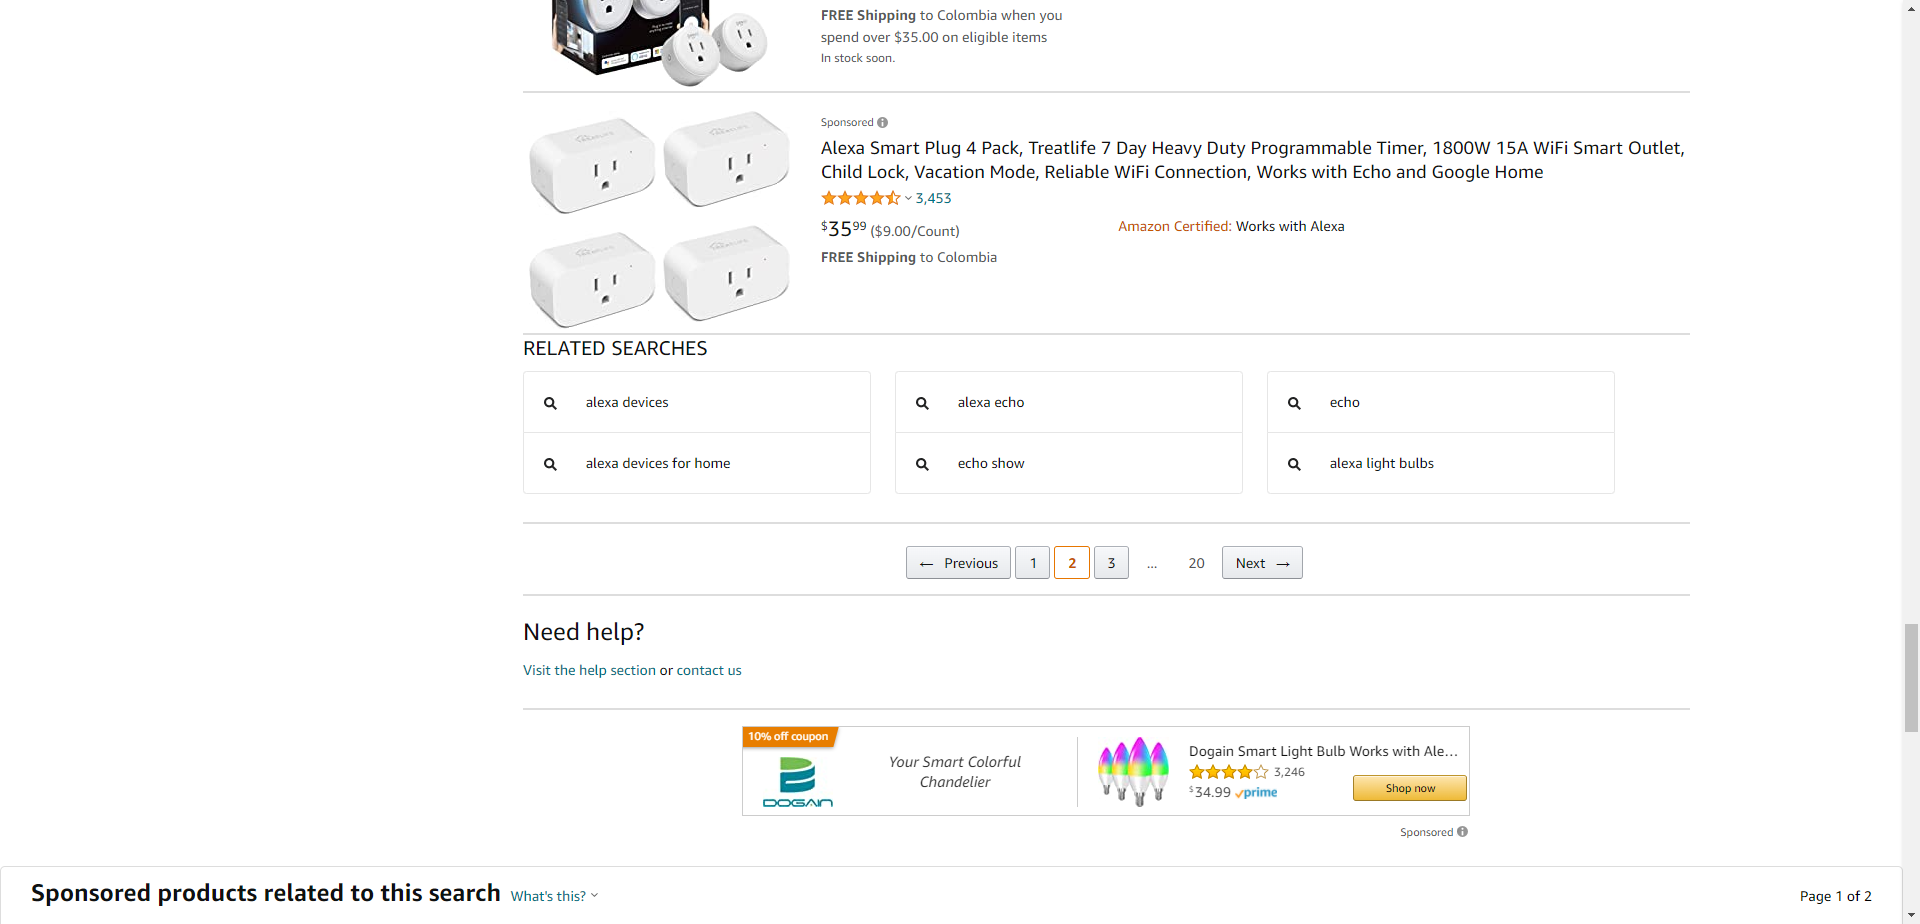 FREE Shipping to Colombia when you
spend over $35.00 on eligible items
In stock soon.
Sponsored
Alexa Smart Plug 4 Pack, Treatlife 7 Day Heavy Duty Programmable Timer, 1800W 15A WiFi Smart Outlet,
Child Lock, Vacation Mode, Reliable WiFi Connection, Works with Echo and Google Home
3,453
$35.99 ($9.00/Count)
Amazon Certified: Works with Alexa
FREE Shipping to Colombia
RELATED SEARCHES
alexa devices
alexa echo
echo
alexa devices for home
echo show
alexa light bulbs
← Previous 1 2 3 ... 20 Next →
Need help?
Visit the help section or contact us
10% off coupon
DOGAIN
Your Smart Colorful
Chandelier
Dogain Smart Light Bulb Works with Ale...
3,246
$34.99 prime
Shop now
Sponsored
Sponsored products related to this search What's this?
Page 1 of 2